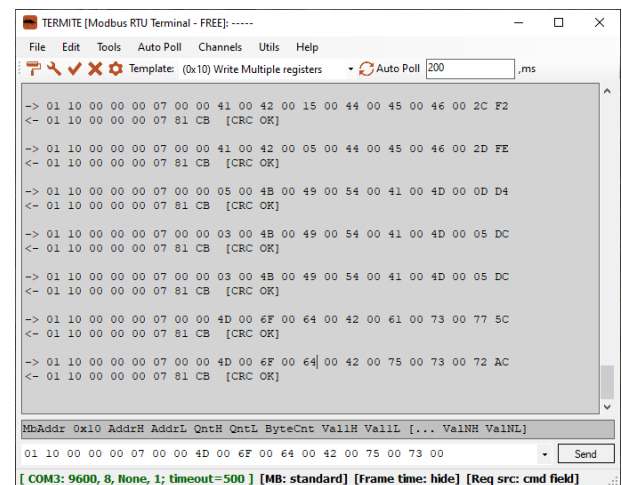 TERMITE [Modbus RTU Terminal - FREE]: -----
File Edit Tools Auto Poll Channels Utils Help
Template: (0x10) Write Multiple registers Auto Poll 200 ,ms
-> 01 10 00 00 00 07 00 00 41 00 42 00 15 00 44 00 45 00 46 00 2C F2
<- 01 10 00 00 00 07 81 CB [CRC OK]
-> 01 10 00 00 00 07 00 00 41 00 42 00 05 00 44 00 45 00 46 00 2D FE
<- 01 10 00 00 00 07 81 CB [CRC OK]
-> 01 10 00 00 00 07 00 00 05 00 4B 00 49 00 54 00 41 00 4D 00 0D D4
<- 01 10 00 00 00 07 81 CB [CRC OK]
-> 01 10 00 00 00 07 00 00 03 00 4B 00 49 00 54 00 41 00 4D 00 05 DC
<- 01 10 00 00 00 07 81 CB [CRC OK]
-> 01 10 00 00 00 07 00 00 03 00 4B 00 49 00 54 00 41 00 4D 00 05 DC
<- 01 10 00 00 00 07 81 CB [CRC OK]
-> 01 10 00 00 00 07 00 00 4D 00 6F 00 64 00 42 00 61 00 73 00 77 5C
<- 01 10 00 00 00 07 81 CB [CRC OK]
-> 01 10 00 00 00 07 00 00 4D 00 6F 00 64 00 42 00 75 00 73 00 72 AC
<- 01 10 00 00 00 07 81 CB [CRC OK]
MbAddr 0x10 AddrH AddrL QntH QntL ByteCnt Val1H Val1L [... ValNH ValNL]
01 10 00 00 00 07 00 00 4D 00 6F 00 64 00 42 00 75 00 73 00 Send
[ COM3: 9600, 8, None, 1; timeout=500 ] [MB: standard] [Frame time: hide] [Req src: cmd field]